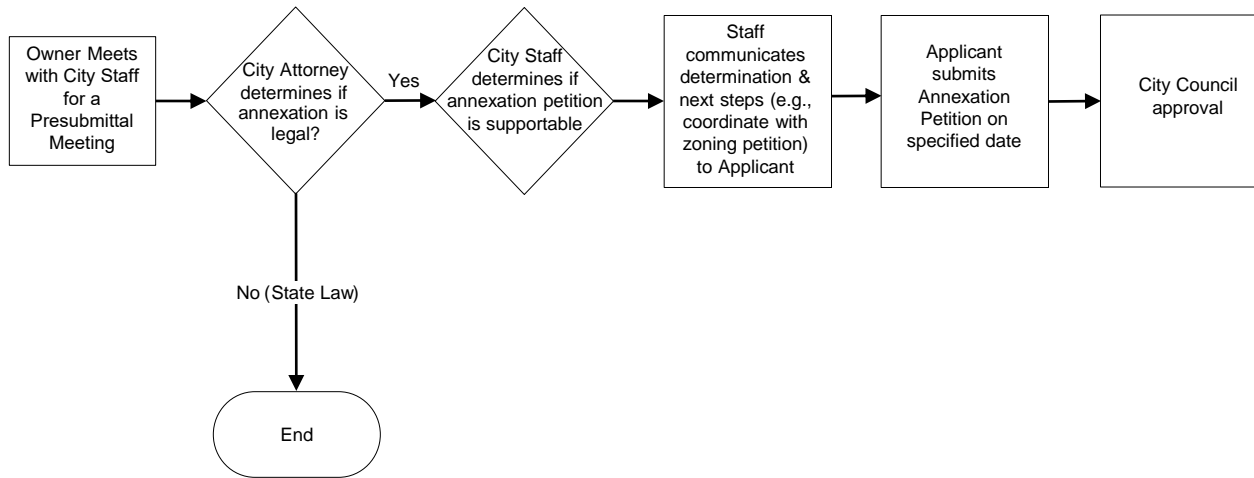 Owner Meets
with City Staff
for a
Presubmittal
Meeting
City Attorney
determines if
annexation is
legal?
Yes
City Staff
determines if
annexation petition
is supportable
Staff
communicates
determination &
next steps (e.g.,
coordinate with
zoning petition)
to Applicant
Applicant
submits
Annexation
Petition on
specified date
City Council
approval
No (State Law)
End